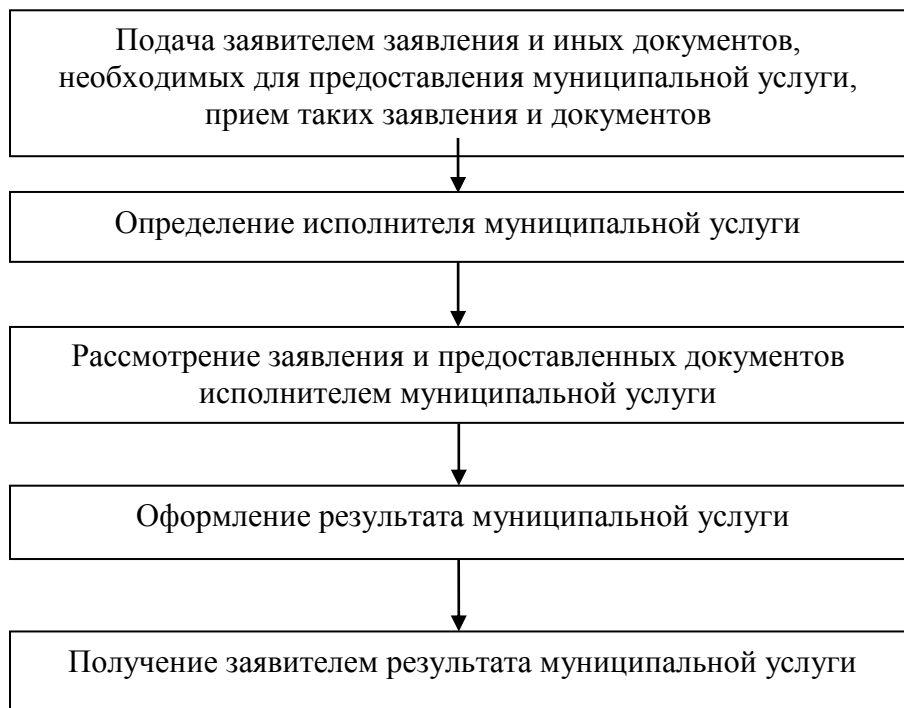 Подача заявителем заявления и иных документов,
необходимых для предоставления муниципальной услуги,
прием таких заявления и документов
Определение исполнителя муниципальной услуги
Рассмотрение заявления и предоставленных документов
исполнителем муниципальной услуги
Оформление результата муниципальной услуги
Получение заявителем результата муниципальной услуги